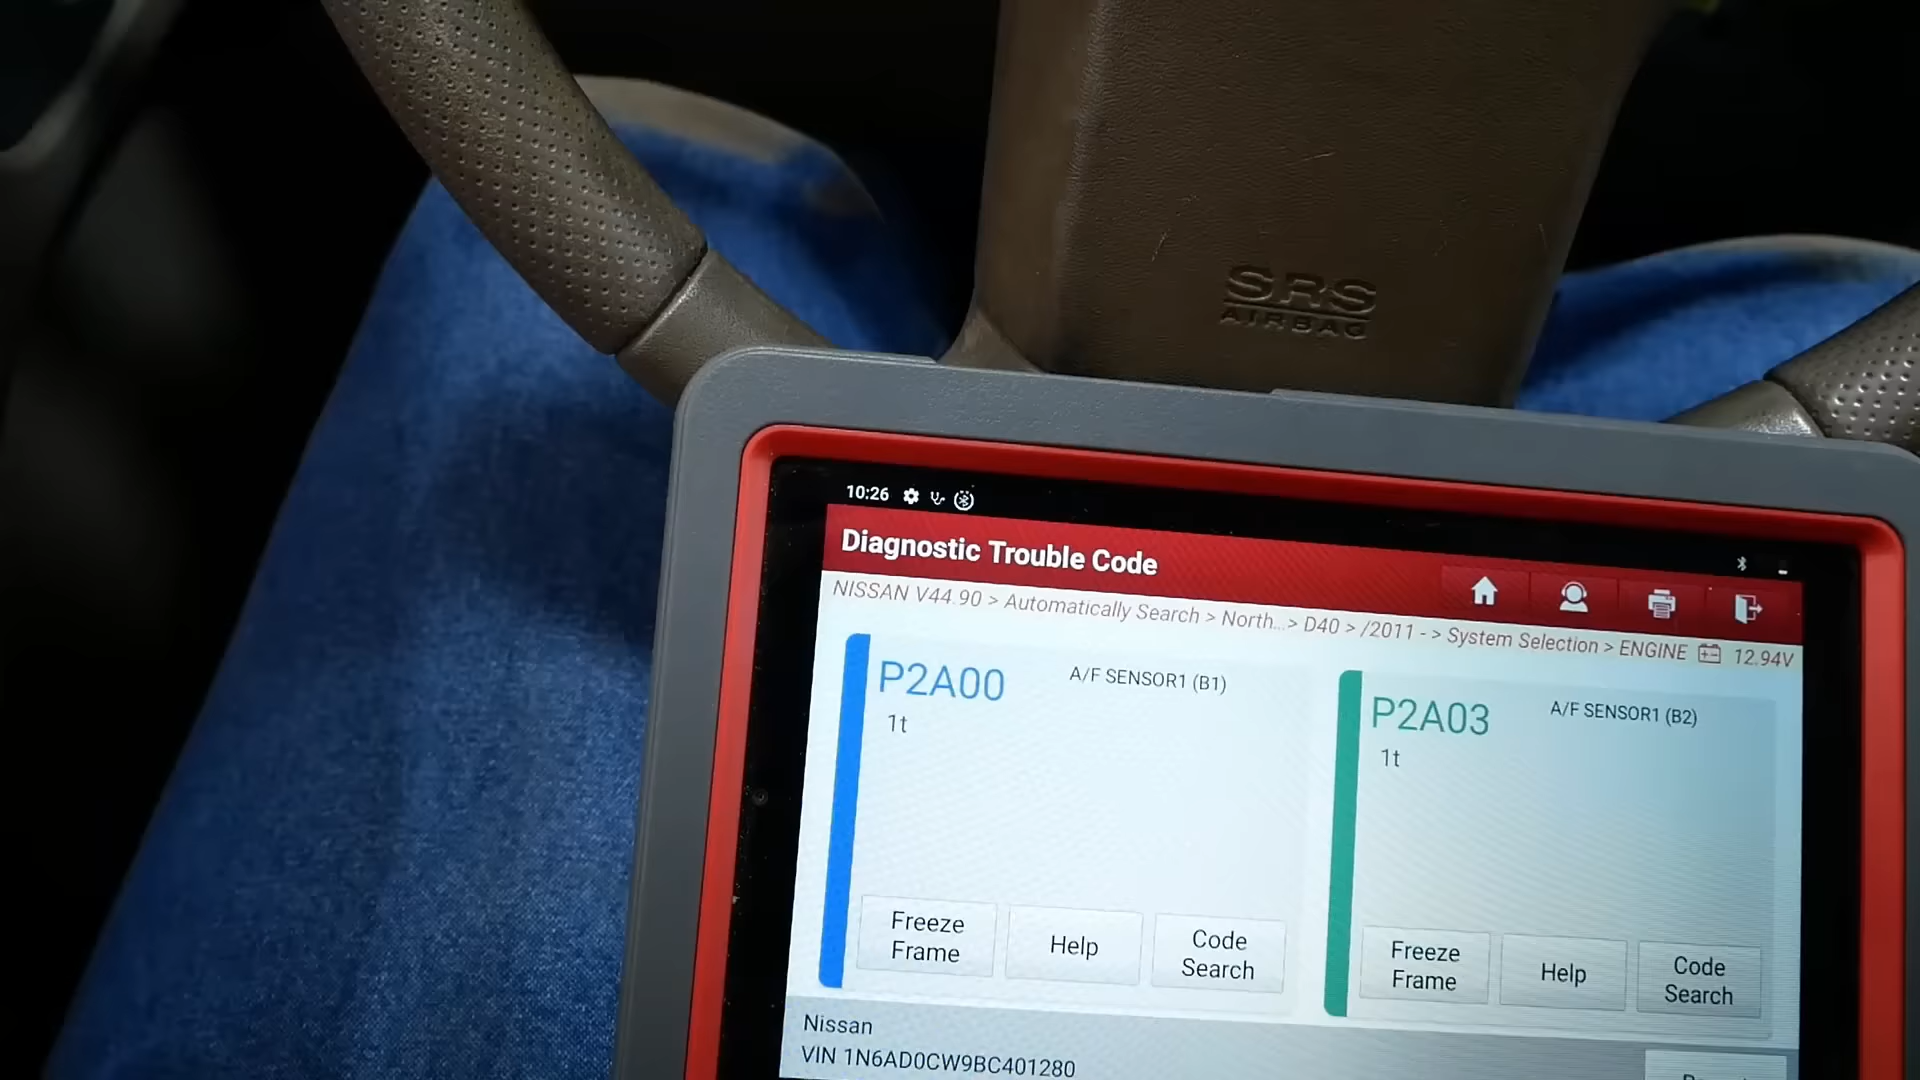 SRS
AIRBAG
10:26
Diagnostic Trouble Code
NISSAN V44.90 > Automatically Search > North...> D40 > /2011 - > System Selection > ENGINE 12.94V
P2A00 A/F SENSOR1 (B1)
1t
P2A03 A/F SENSOR1 (B2)
1t
Freeze
Frame
Help
Code
Search
Freeze
Frame
Help
Code
Search
Nissan
VIN 1N6AD0CW9BC401280